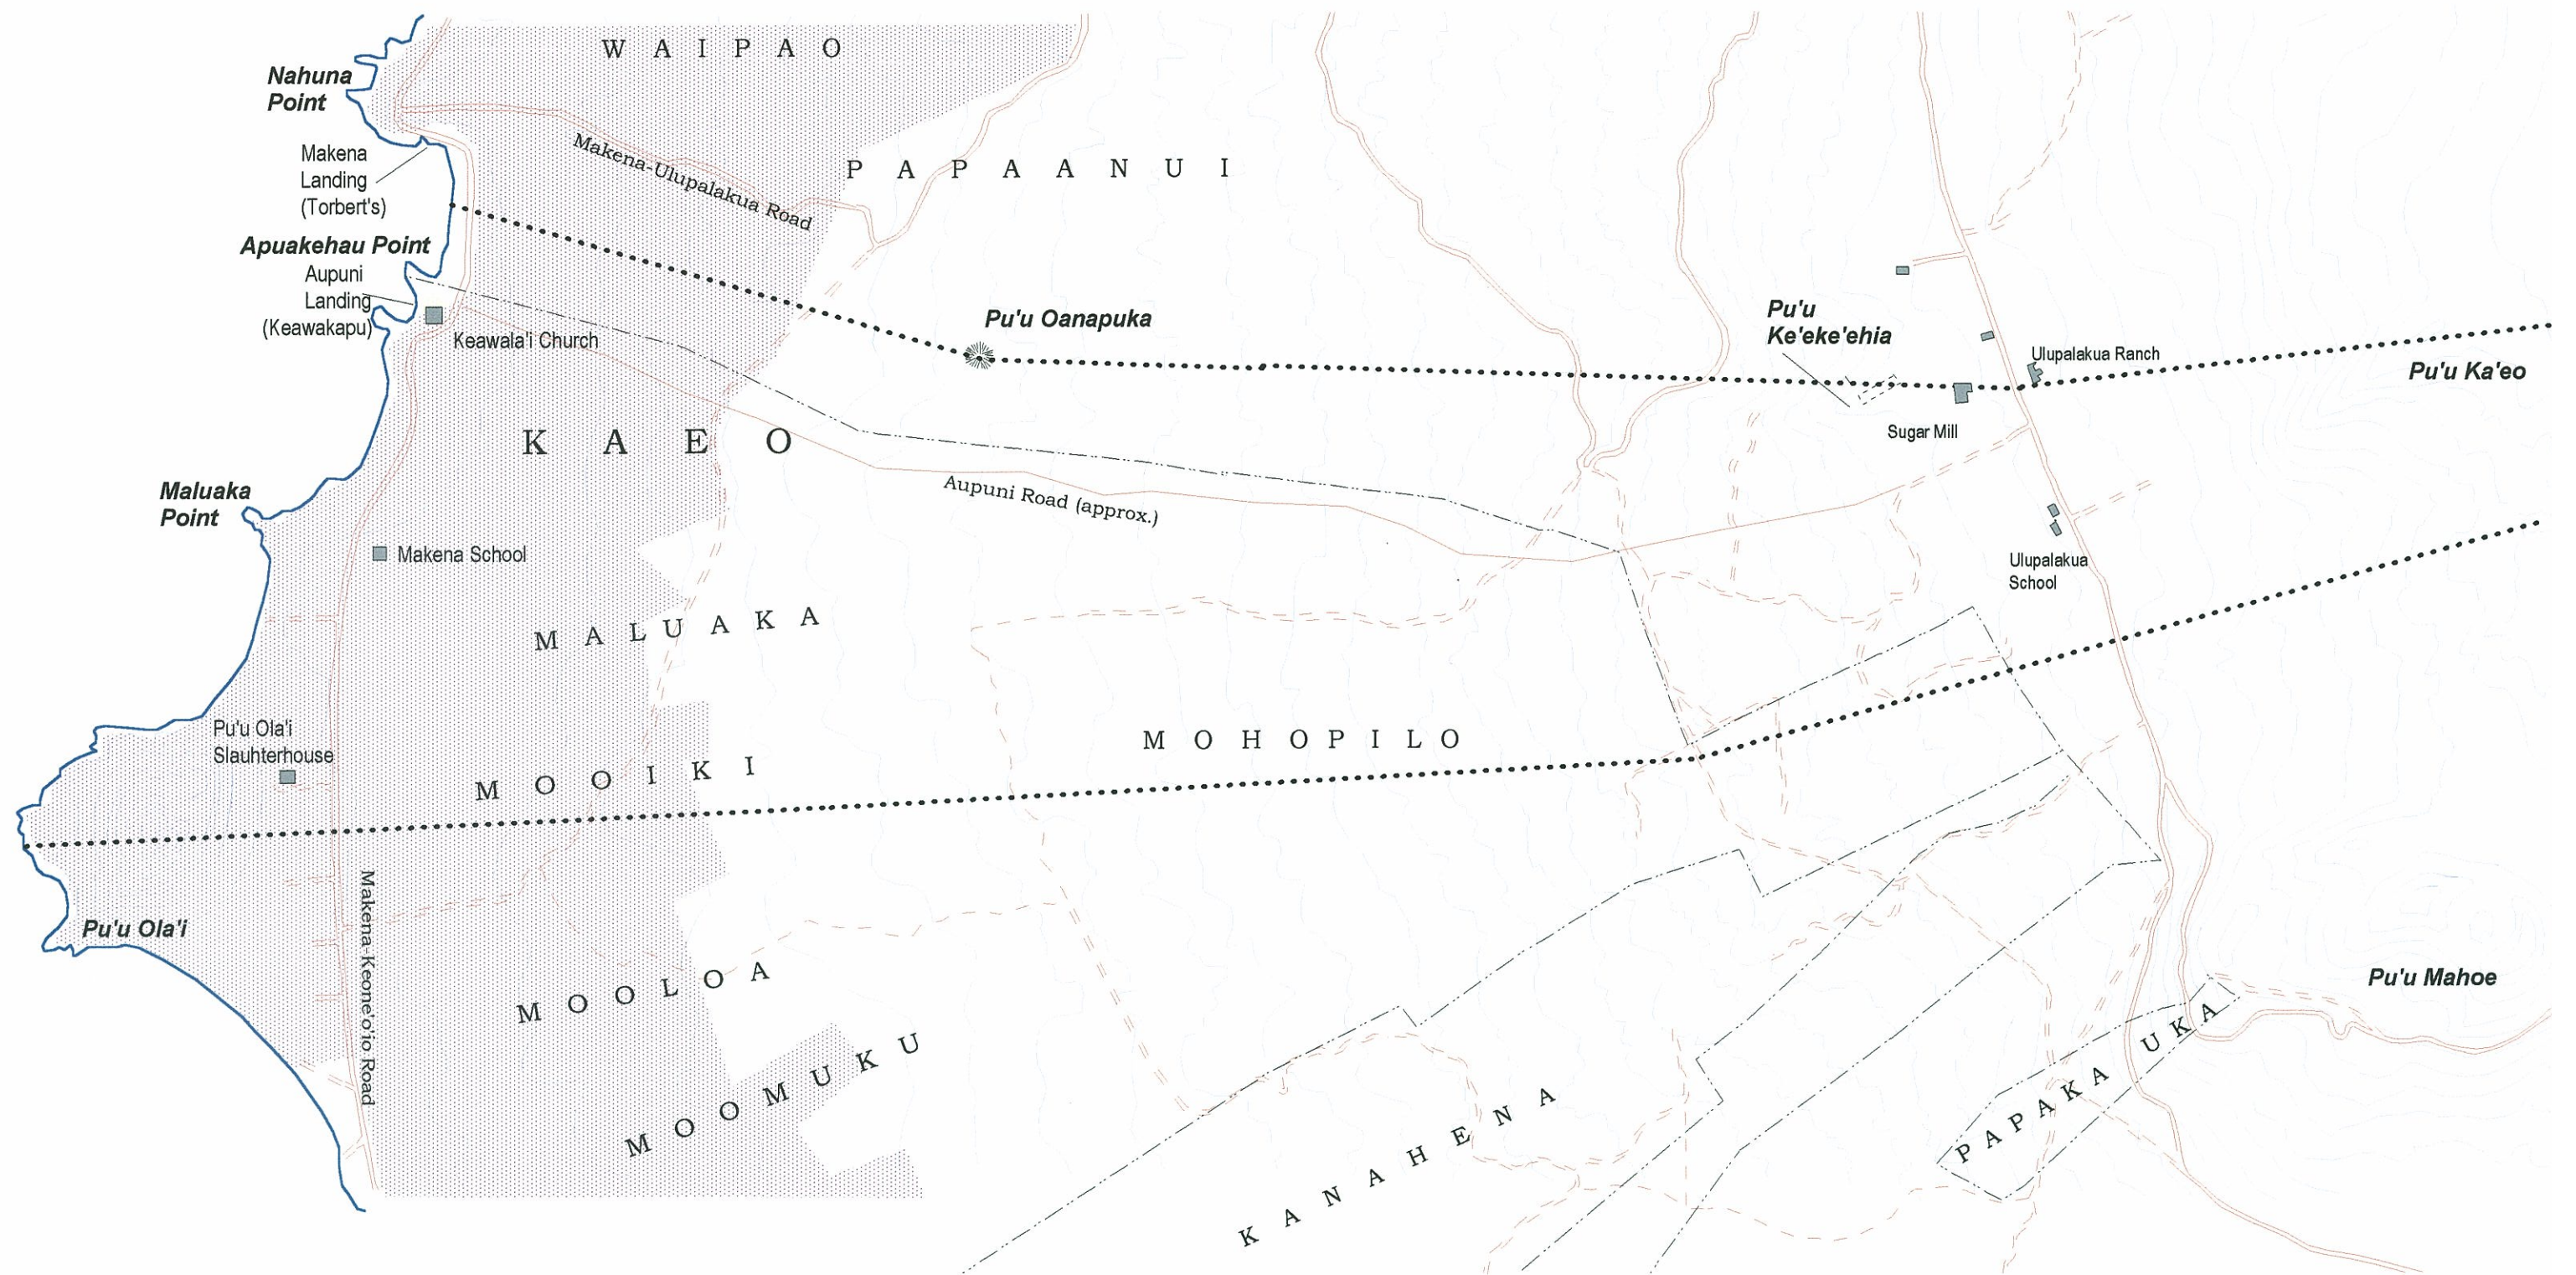 WAIPAO
Nahuna
Point
Makena
Landing
(Torbert's)
Makena-Ulupalakua Road
PAPAANUI
Apuakehau Point
Aupuni
Landing
(Keawakapu)
Keawala'i Church
Pu'u Oanapuka
Pu'u
Ke'eke'ehia
Ulupalakua Ranch
Pu'u Ka'eo
Sugar Mill
KAEO
Aupuni Road (approx.)
Maluaka
Point
Makena School
Ulupalakua
School
MALUAKA
Pu'u Ola'i
Slauhterhouse
MOOIKI
MOHOPILO
Makena-Keone'o'io Road
Pu'u Ola'i
MOOLOA
MOOMUKU
KANAHENA
PAPAKA UKA
Pu'u Mahoe